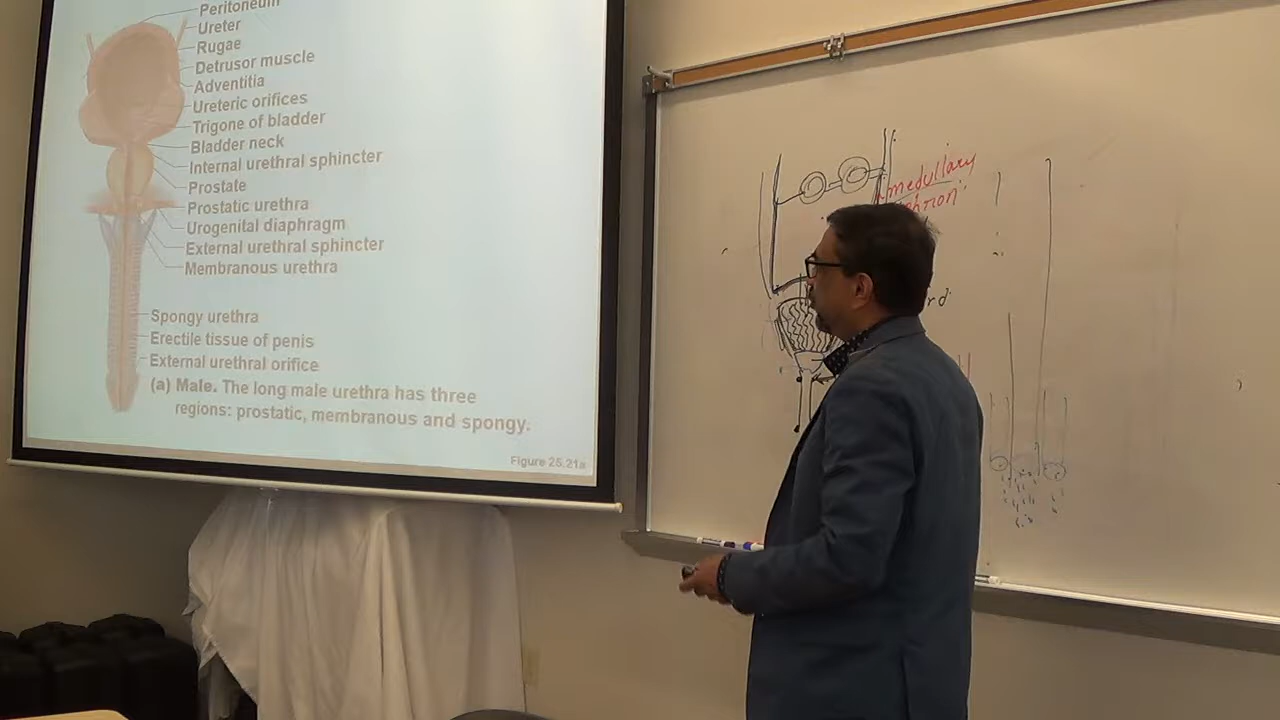 Peritoneum
Ureter
Rugae
Detrusor muscle
Adventitia
Ureteric orifices
Trigone of bladder
Bladder neck
Internal urethral sphincter
Prostate
Prostatic urethra
Urogenital diaphragm
External urethral sphincter
Membranous urethra
Spongy urethra
Erectile tissue of penis
External urethral orifice
(a) Male. The long male urethra has three
regions: prostatic, membranous and spongy.
Figure 25.21a
medullary